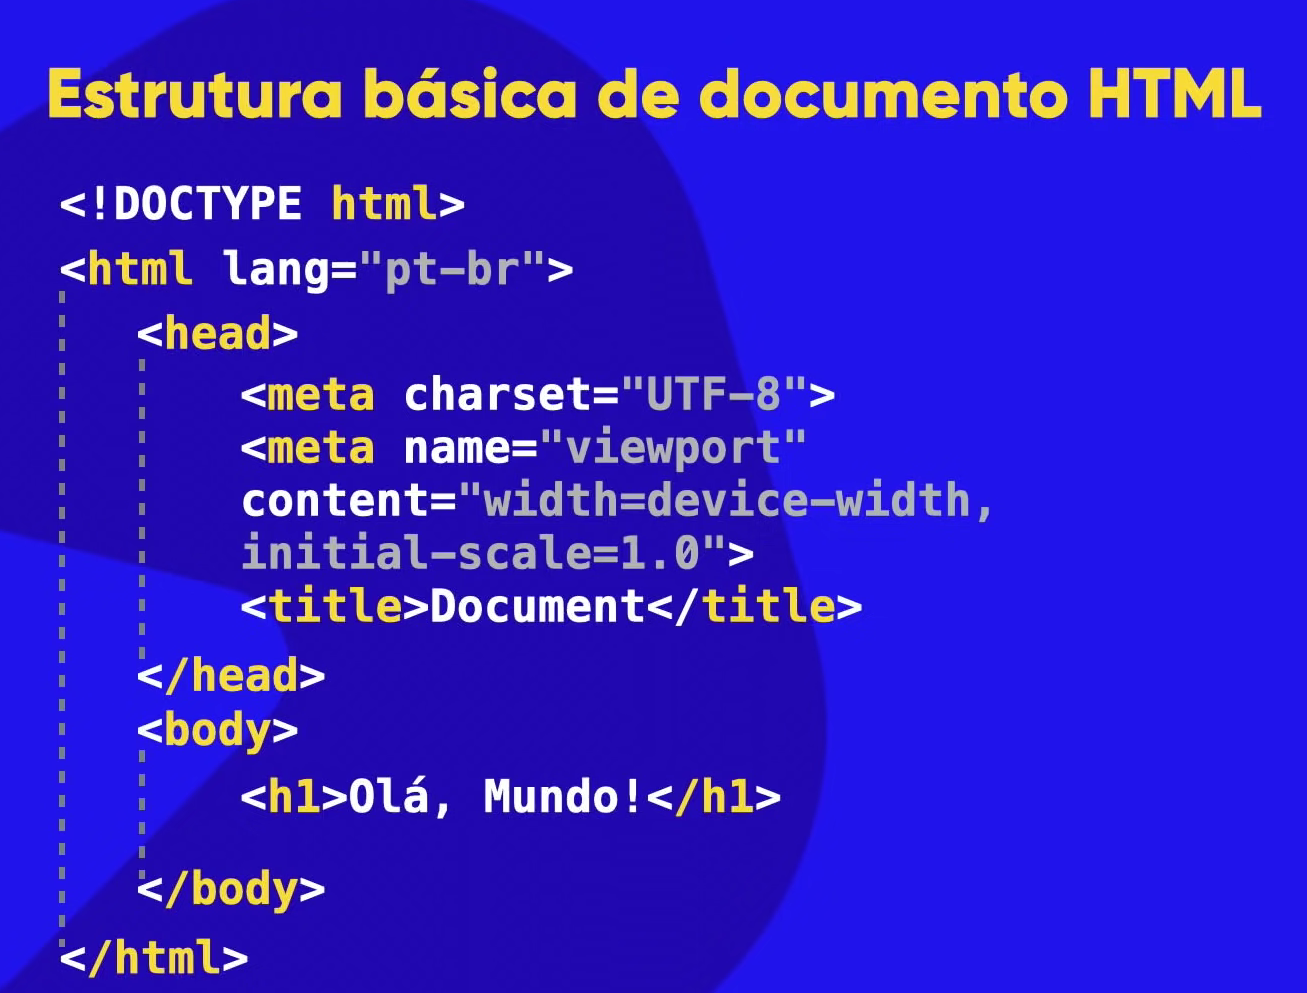 Estrutura básica de documento HTML
<!DOCTYPE html>
<html lang="pt-br">
<head>
<meta charset="UTF-8">
<meta name="viewport"
content="width=device-width,
initial-scale=1.0">
<title>Document</title>
</head>
<body>
<h1>Olá, Mundo!</h1>
</body>
</html>